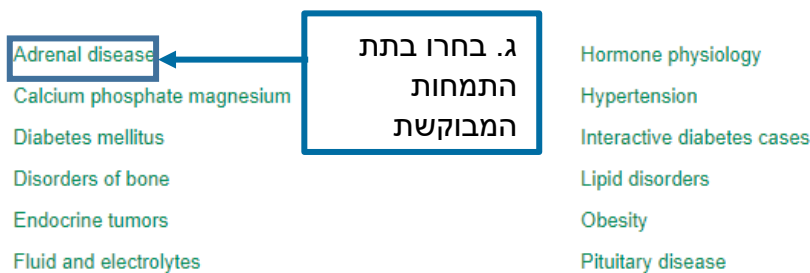 Adrenal disease
Calcium phosphate magnesium
Diabetes mellitus
Disorders of bone
Endocrine tumors
Fluid and electrolytes
ג. בחרו בתת
התמחות
המבוקשת
Hormone physiology
Hypertension
Interactive diabetes cases
Lipid disorders
Obesity
Pituitary disease